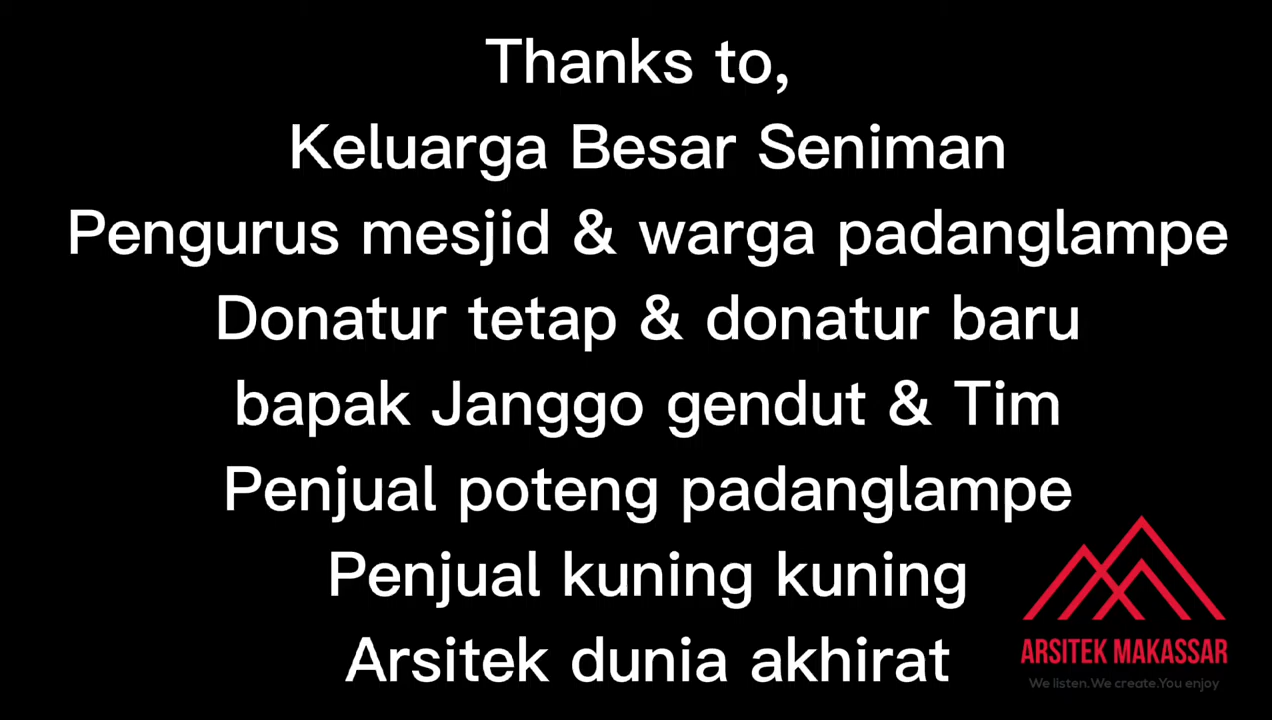 Thanks to,
Keluarga Besar Seniman
Pengurus mesjid & warga padanglampe
Donatur tetap & donatur baru
bapak Janggo gendut & Tim
Penjual poteng padanglampe
Penjual kuning kuning
Arsitek dunia akhirat
ARSITEK MAKASSAR
We listen.We create.You enjoy